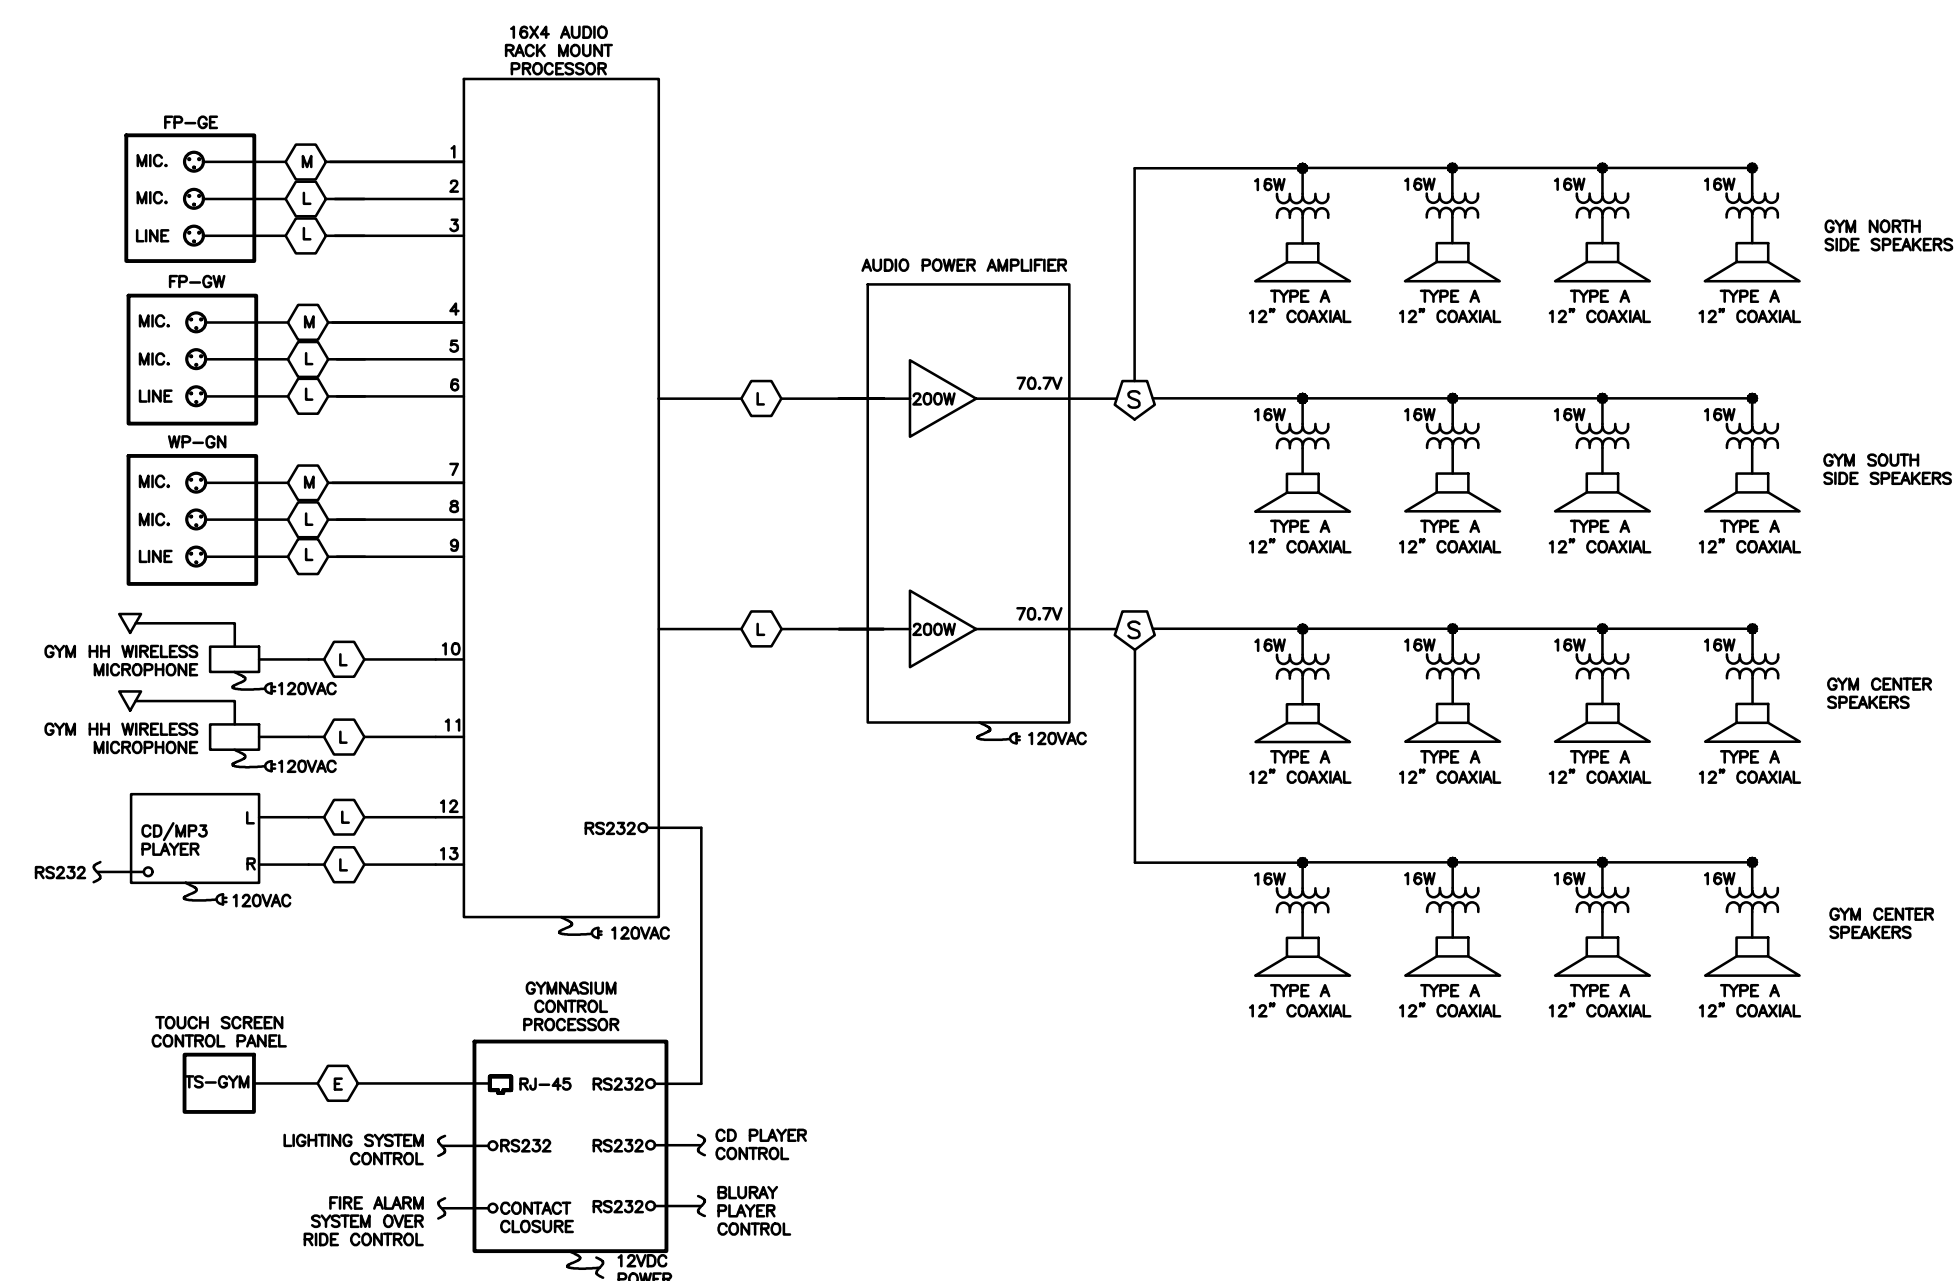 16X4 AUDIO
RACK MOUNT
PROCESSOR
FP-GE
MIC. M 1
MIC. L 2
LINE L 3
FP-GW
MIC. M 4
MIC. L 5
LINE L 6
WP-GN
MIC. M 7
MIC. L 8
LINE L 9
GYM HH WIRELESS
MICROPHONE
L 10
120VAC
GYM HH WIRELESS
MICROPHONE
L 11
120VAC
CD/MP3
PLAYER
L L 12
R L 13
RS232
120VAC
RS232
120VAC
L
L
AUDIO POWER AMPLIFIER
200W 70.7V
200W 70.7V
120VAC
S
S
16W 16W 16W 16W
TYPE A TYPE A TYPE A TYPE A
12" COAXIAL 12" COAXIAL 12" COAXIAL 12" COAXIAL
GYM NORTH
SIDE SPEAKERS
16W 16W 16W 16W
TYPE A TYPE A TYPE A TYPE A
12" COAXIAL 12" COAXIAL 12" COAXIAL 12" COAXIAL
GYM SOUTH
SIDE SPEAKERS
16W 16W 16W 16W
TYPE A TYPE A TYPE A TYPE A
12" COAXIAL 12" COAXIAL 12" COAXIAL 12" COAXIAL
GYM CENTER
SPEAKERS
16W 16W 16W 16W
TYPE A TYPE A TYPE A TYPE A
12" COAXIAL 12" COAXIAL 12" COAXIAL 12" COAXIAL
GYM CENTER
SPEAKERS
GYMNASIUM
CONTROL
PROCESSOR
TOUCH SCREEN
CONTROL PANEL
TS-GYM E RJ-45 RS232
LIGHTING SYSTEM
CONTROL
RS232 RS232
CD PLAYER
CONTROL
FIRE ALARM
SYSTEM OVER
RIDE CONTROL
CONTACT
CLOSURE
RS232
BLURAY
PLAYER
CONTROL
12VDC
POWER